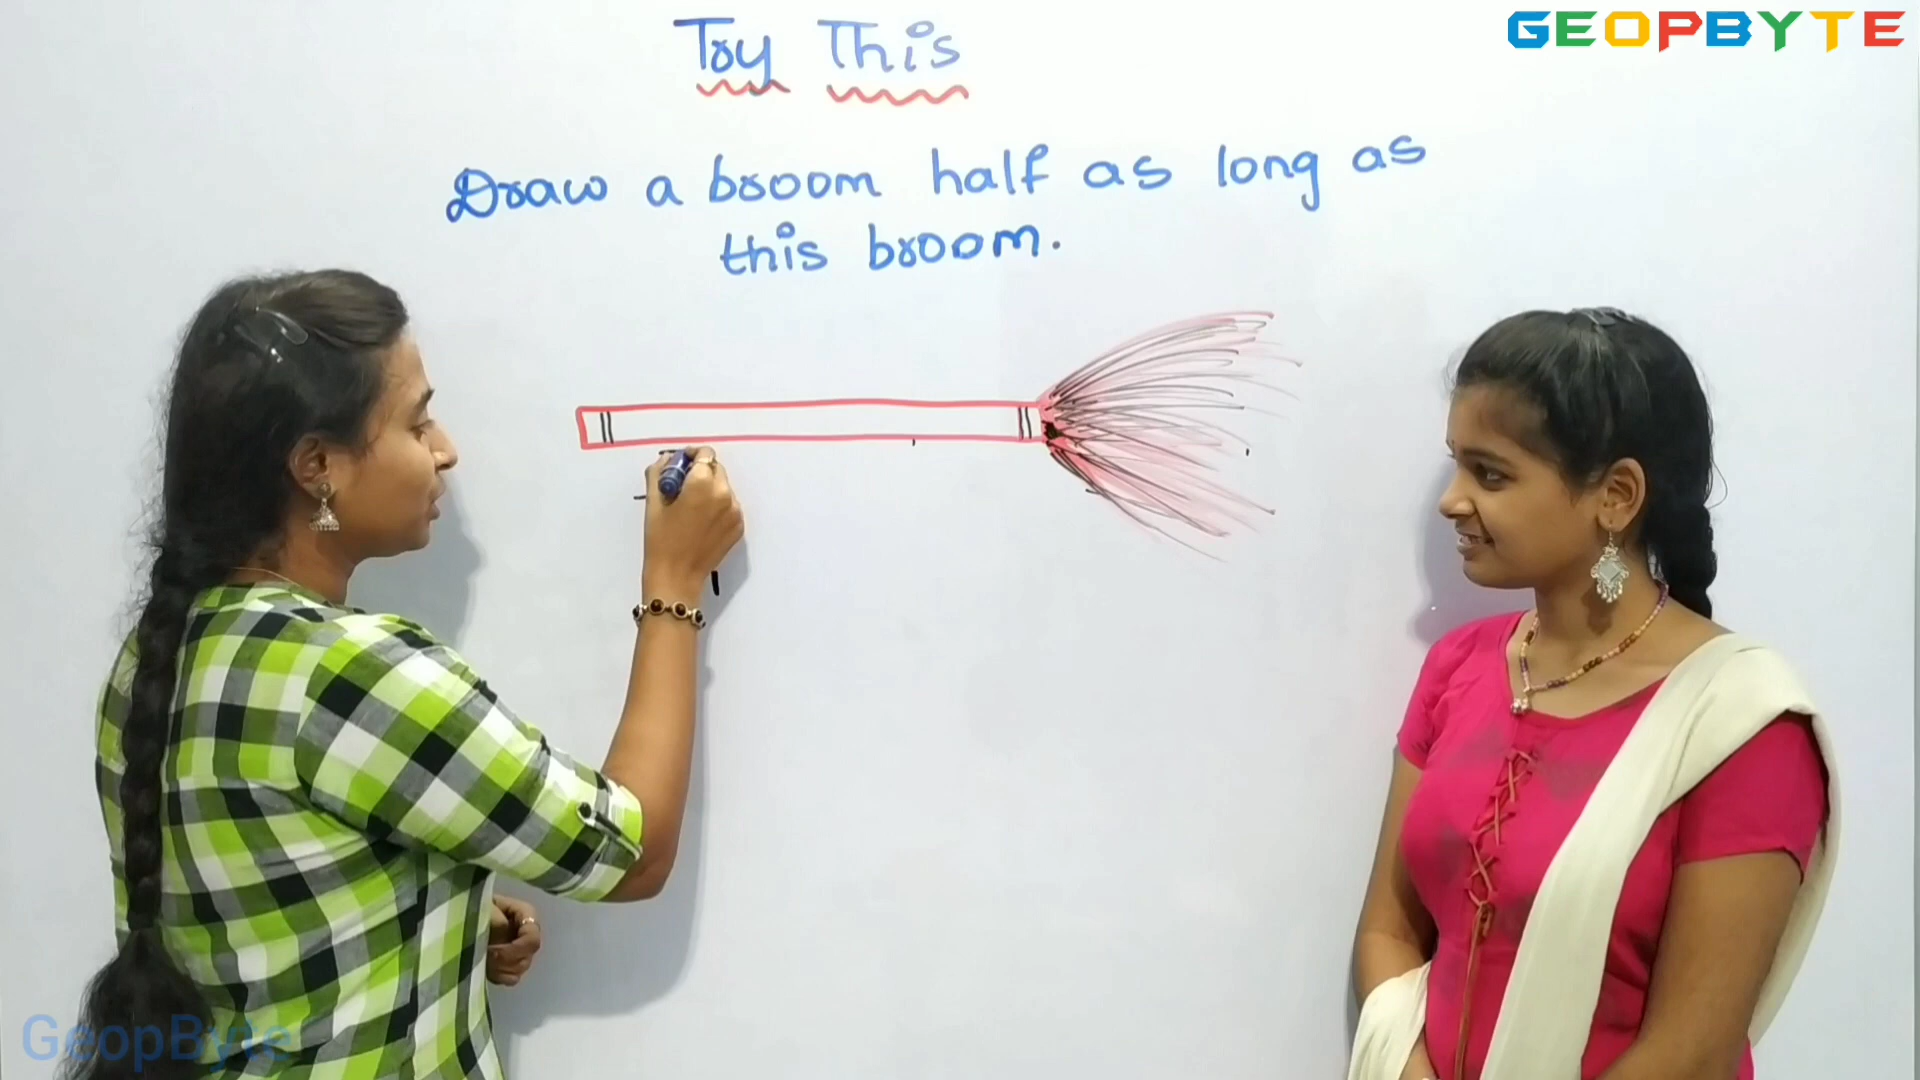 GEOPBYTE
Try This
Draw a broom half as long as
this broom.
GeopByte